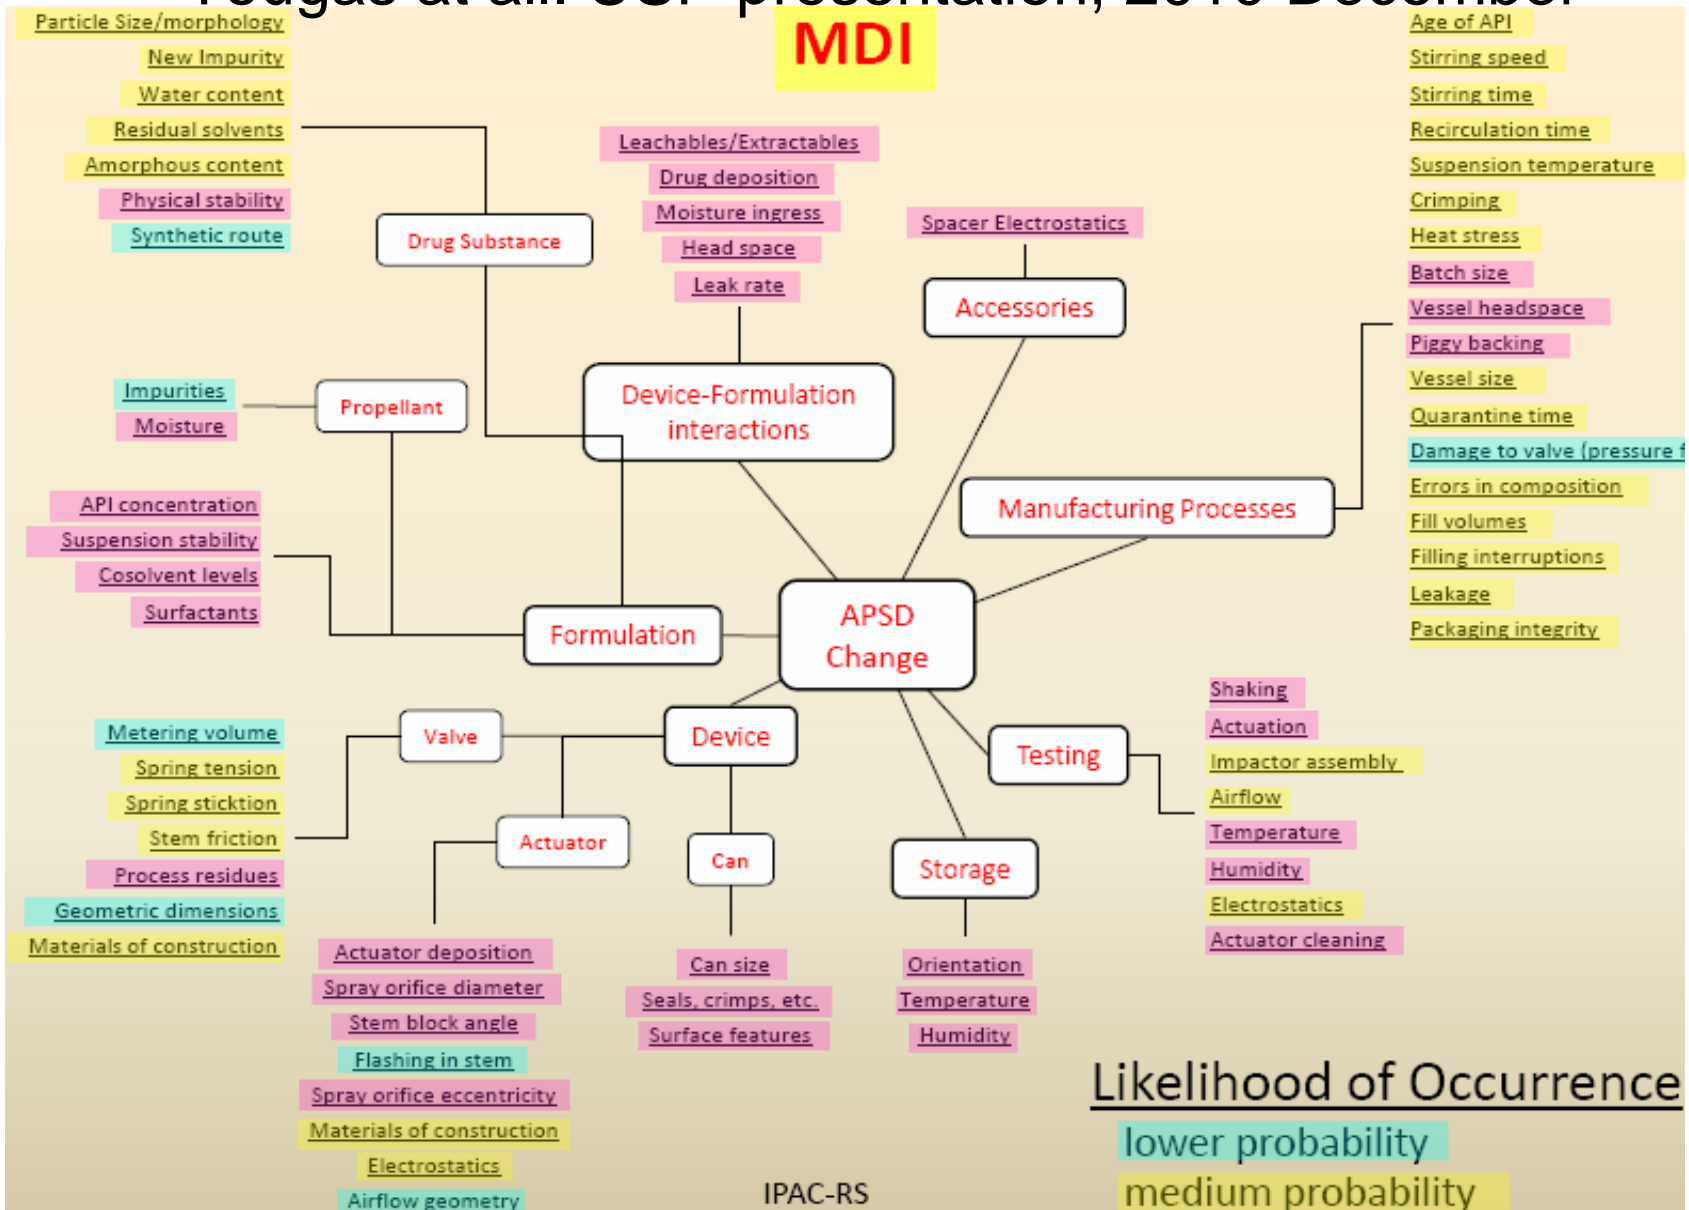 MDI
Particle Size/morphology
New Impurity
Water content
Residual solvents
Amorphous content
Physical stability
Synthetic route
Drug Substance
Leachables/Extractables
Drug deposition
Moisture ingress
Head space
Leak rate
Device-Formulation
interactions
Spacer Electrostatics
Accessories
Age of API
Stirring speed
Stirring time
Recirculation time
Suspension temperature
Crimping
Heat stress
Batch size
Vessel headspace
Piggy backing
Vessel size
Quarantine time
Damage to valve (pressure f
Errors in composition
Fill volumes
Filling interruptions
Leakage
Packaging integrity
Manufacturing Processes
Impurities
Moisture
Propellant
API concentration
Suspension stability
Cosolvent levels
Surfactants
Formulation
APSD
Change
Metering volume
Spring tension
Spring sticktion
Stem friction
Process residues
Geometric dimensions
Materials of construction
Valve
Device
Actuator
Can
Actuator deposition
Spray orifice diameter
Stem block angle
Flashing in stem
Spray orifice eccentricity
Materials of construction
Electrostatics
Airflow geometry
Can size
Seals, crimps, etc.
Surface features
Storage
Orientation
Temperature
Humidity
Testing
Shaking
Actuation
Impactor assembly
Airflow
Temperature
Humidity
Electrostatics
Actuator cleaning
IPAC-RS
Likelihood of Occurrence
lower probability
medium probability